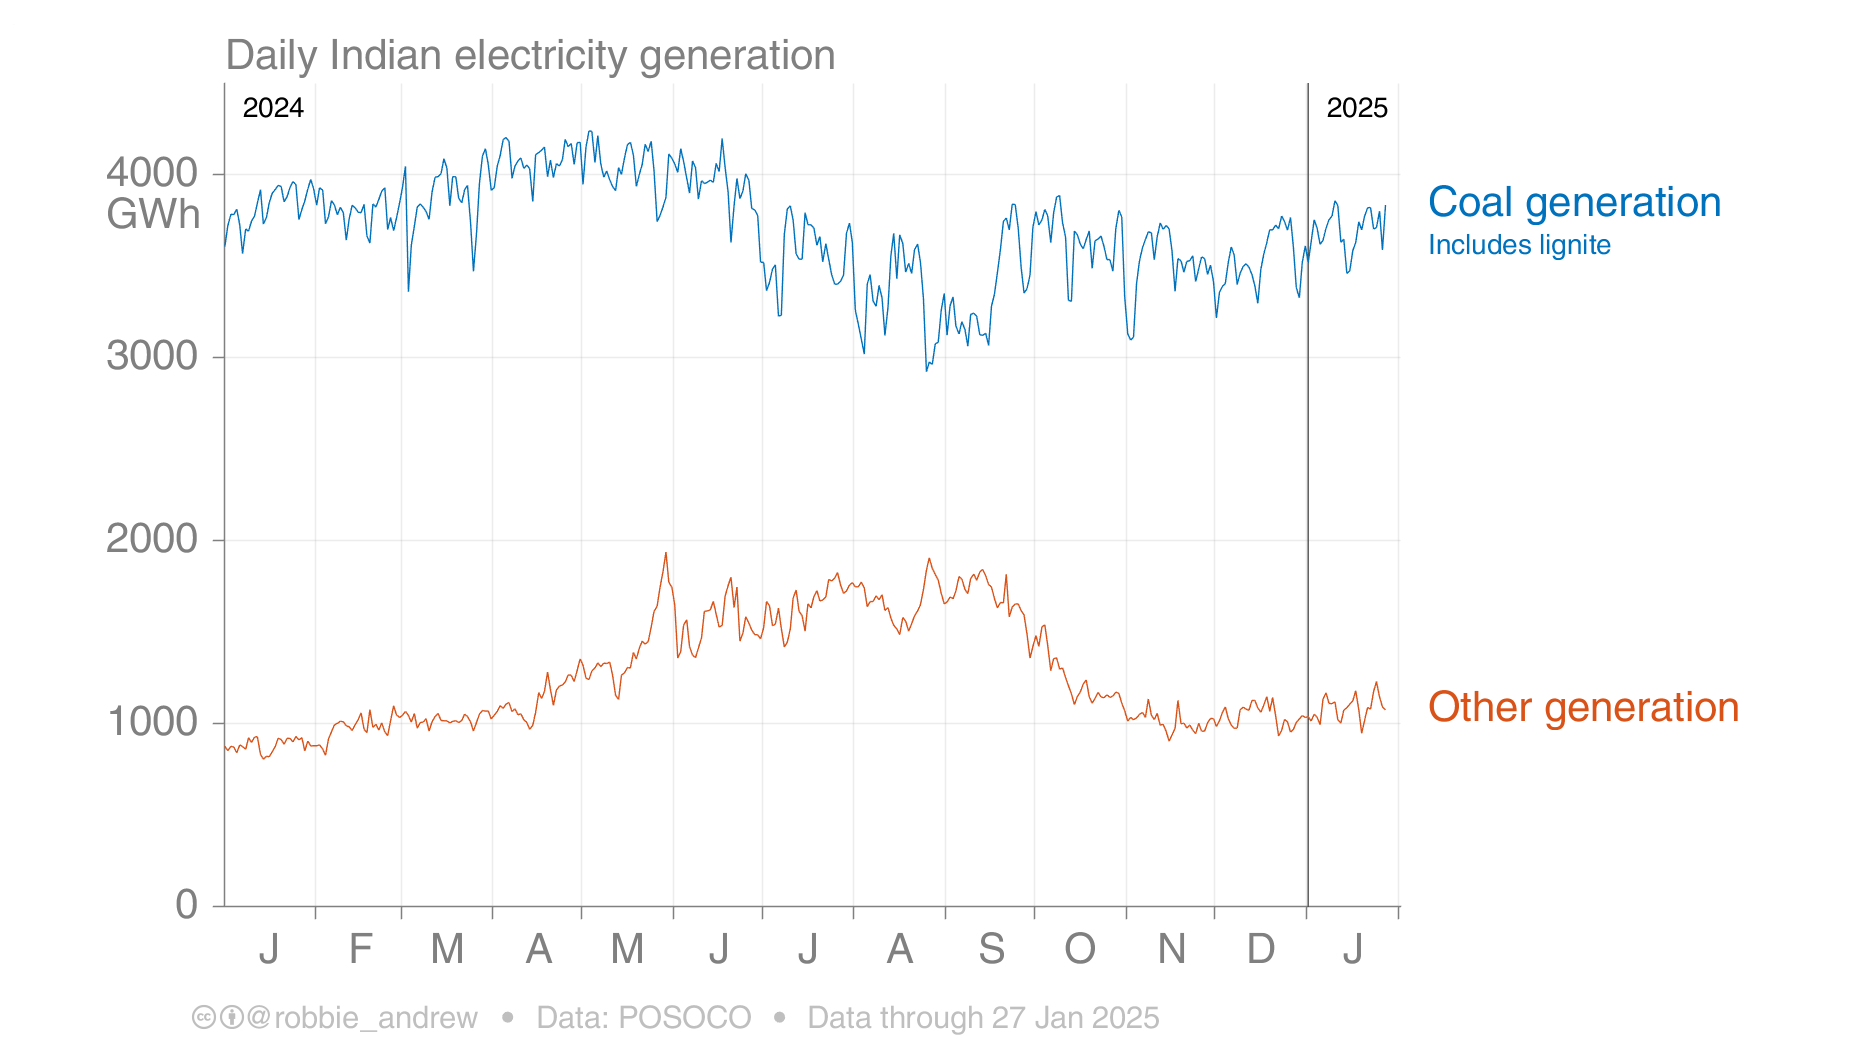 Daily Indian electricity generation
2024
2025
4000
GWh
3000
2000
1000
0
Coal generation
Includes lignite
Other generation
J F M A M J J A S O N D J
@robbie_andrew • Data: POSOCO • Data through 27 Jan 2025